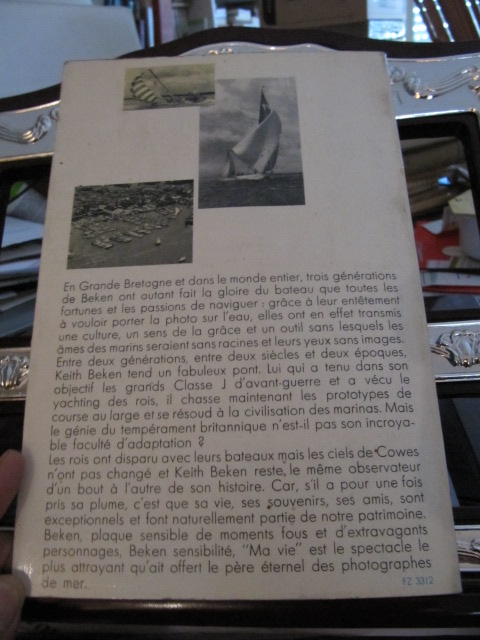 En Grande Bretagne et dans le monde entier, trois générations
de Beken ont autant fait la gloire du bateau que toutes les
fortunes et les passions de naviguer : grâce à leur entêtement
à vouloir porter la photo sur l'eau, elles ont en effet transmis
une culture, un sens de la grâce et un outil sans lesquels les
âmes des marins seraient sans racines et leurs yeux sans images.
Entre deux générations, entre deux siècles et deux époques,
Keith Beken tend un fabuleux pont. Lui qui a tenu dans son
objectif les grands Classe J d'avant-guerre et a vécu le
yachting des rois, il chasse maintenant les prototypes de
course au large et se résoud à la civilisation des marinas. Mais
le génie du tempérament britannique n'est-il pas son incroya-
ble faculté d'adaptation ?
Les rois ont disparu avec leurs bateaux mais les ciels de Cowes
n'ont pas changé et Keith Beken reste le même observateur
d'un bout à l'autre de son histoire. Car, s'il a pour une fois
pris sa plume, c'est que sa vie, ses souvenirs, ses amis, sont
exceptionnels et font naturellement partie de notre patrimoine.
Beken, plaque sensible de moments fous et d'extravagants
personnages, Beken sensibilité, "Ma vie" est le spectacle le
plus attrayant qu'ait offert le père éternel des photographes
de mer.
FZ 3312